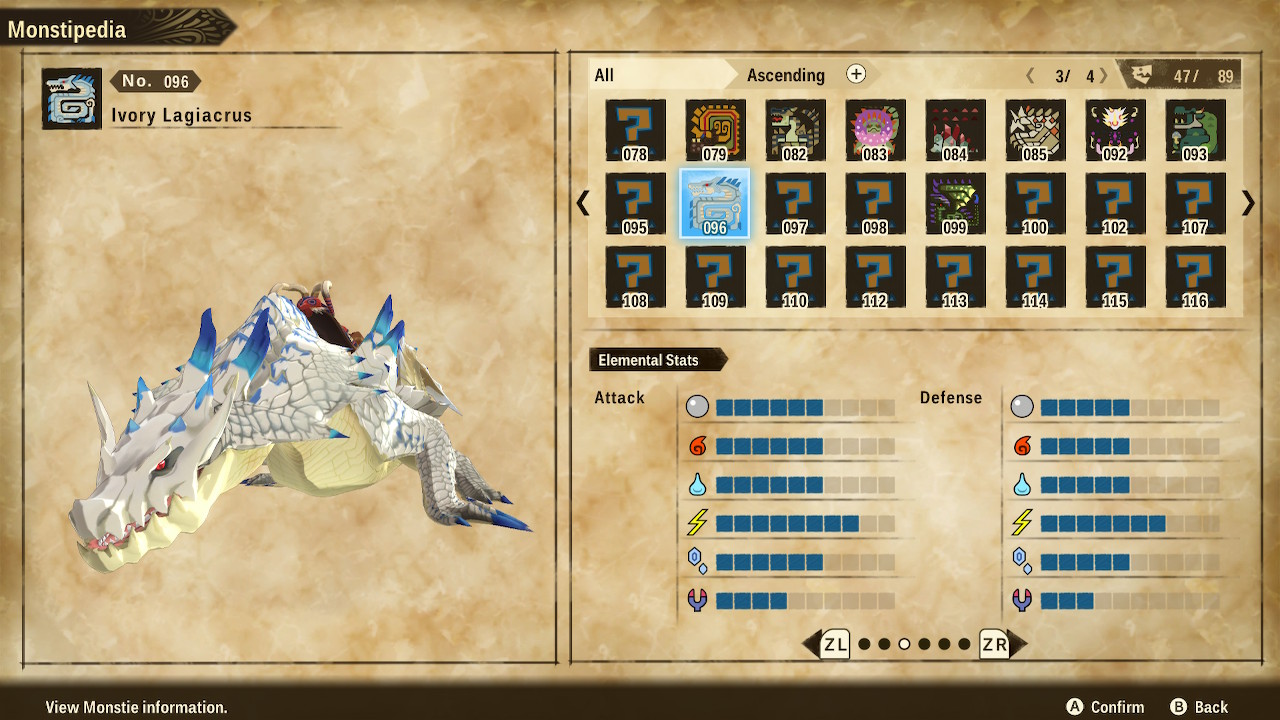 Monstipedia
No. 096
Ivory Lagiacrus
All Ascending 3/ 4 47/ 89
078 079 082 083 084 085 092 093
095 096 097 098 099 100 102 107
108 109 110 112 113 114 115 116
Elemental Stats
Attack Defense
ZL ZR
View Monstie information. A Confirm B Back